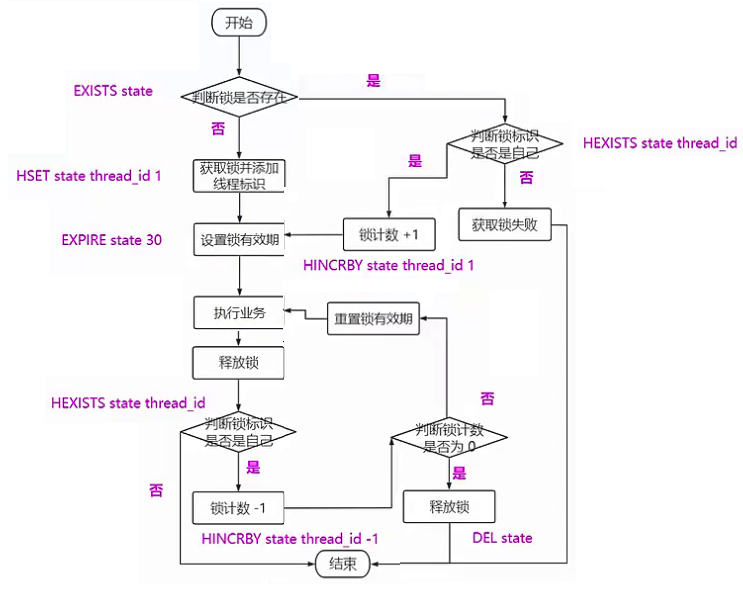 开始
EXISTS state
判断锁是否存在
是
否
判断锁标识
是否是自己
HEXISTS state thread_id
是
否
HSET state thread_id 1
获取锁并添加
线程标识
获取锁失败
EXPIRE state 30
设置锁有效期
锁计数 +1
HINCRBY state thread_id 1
执行业务
重置锁有效期
释放锁
HEXISTS state thread_id
判断锁标识
是否是自己
否
判断锁计数
是否为 0
是
是
否
锁计数 -1
释放锁
HINCRBY state thread_id -1
DEL state
结束